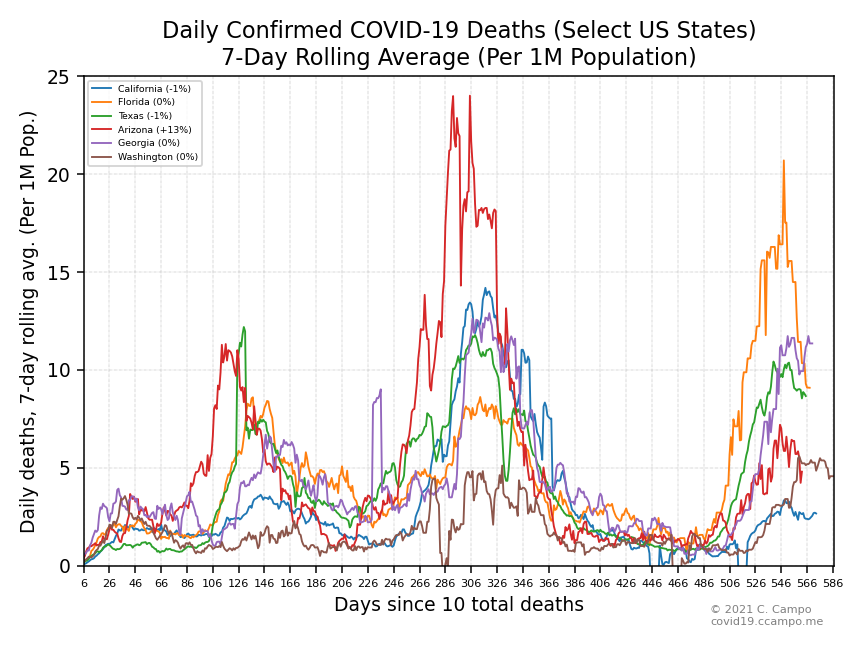 Daily Confirmed COVID-19 Deaths (Select US States)
7-Day Rolling Average (Per 1M Population)
Daily deaths, 7-day rolling avg. (Per 1M Pop.)
25
20
15
10
5
0
California (-1%)
Florida (0%)
Texas (-1%)
Arizona (+13%)
Georgia (0%)
Washington (0%)
6 26 46 66 86 106 126 146 166 186 206 226 246 266 286 306 326 346 366 386 406 426 446 466 486 506 526 546 566 586
Days since 10 total deaths
© 2021 C. Campo
covid19.ccampo.me